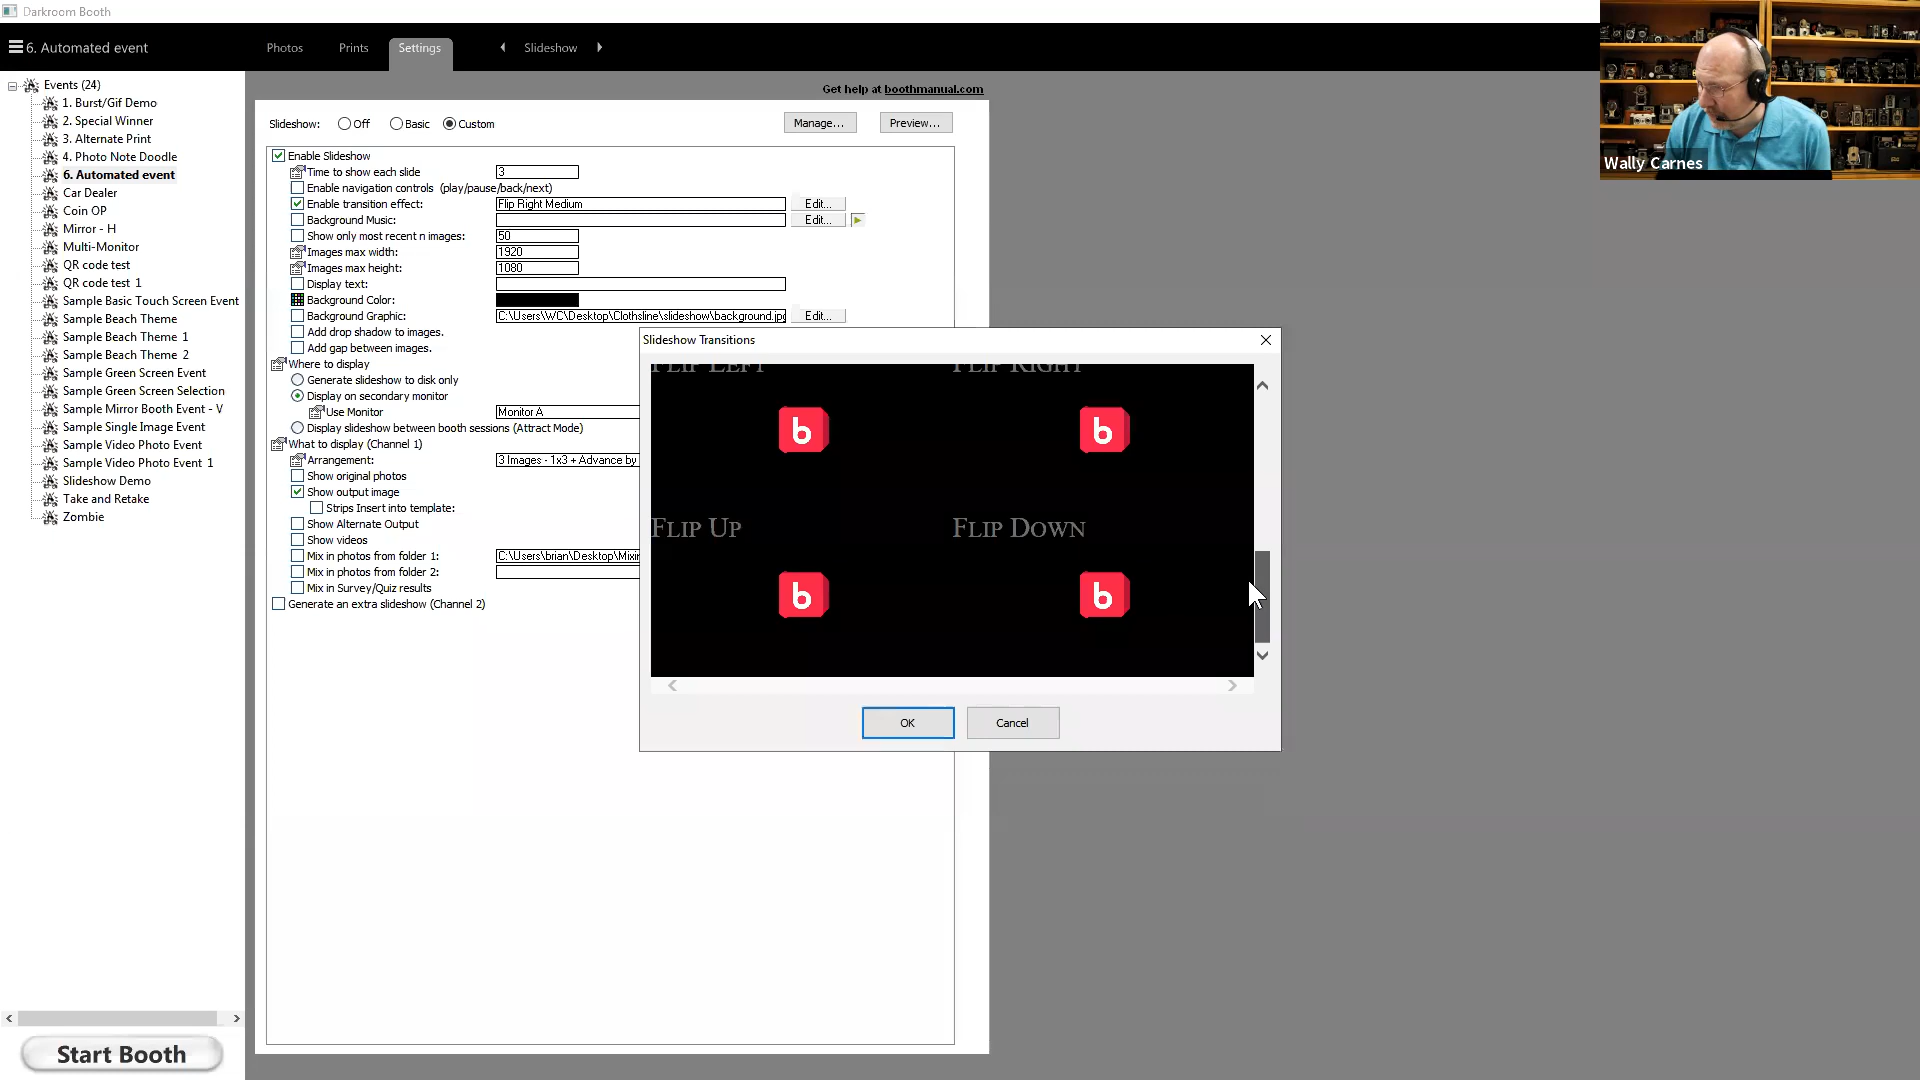 Darkroom Booth
6. Automated event
Photos
Prints
Settings
Slideshow
Wally Carnes
Events (24)
1. Burst/Gif Demo
2. Special Winner
3. Alternate Print
4. Photo Note Doodle
6. Automated event
Car Dealer
Coin OP
Mirror - H
Multi-Monitor
QR code test
QR code test 1
Sample Basic Touch Screen Event
Sample Beach Theme
Sample Beach Theme 1
Sample Beach Theme 2
Sample Green Screen Event
Sample Green Screen Selection
Sample Mirror Booth Event - V
Sample Single Image Event
Sample Video Photo Event
Sample Video Photo Event 1
Slideshow Demo
Take and Retake
Zombie
Start Booth
Get help at boothmanual.com
Slideshow: Off Basic Custom Manage... Preview...
Enable Slideshow
Time to show each slide 3
Enable navigation controls (play/pause/back/next)
Enable transition effect: Flip Right Medium Edit...
Background Music: Edit...
Show only most recent n images: 50
Images max width: 1920
Images max height: 1080
Display text:
Background Color:
Background Graphic: C:\Users\WC\Desktop\Clothsline\slideshow\background.jpg Edit...
Add drop shadow to images.
Add gap between images.
Where to display
Generate slideshow to disk only
Display on secondary monitor
Use Monitor Monitor A
Display slideshow between booth sessions (Attract Mode)
What to display (Channel 1)
Arrangement: 3 Images - 1x3 + Advance by
Show original photos
Show output image
Strips Insert into template:
Show Alternate Output
Show videos
Mix in photos from folder 1: C:\Users\brian\Desktop\Mixin
Mix in photos from folder 2:
Mix in Survey/Quiz results
Generate an extra slideshow (Channel 2)
Slideshow Transitions
Flip Left Flip Right
b b
Flip Up Flip Down
b b
OK Cancel